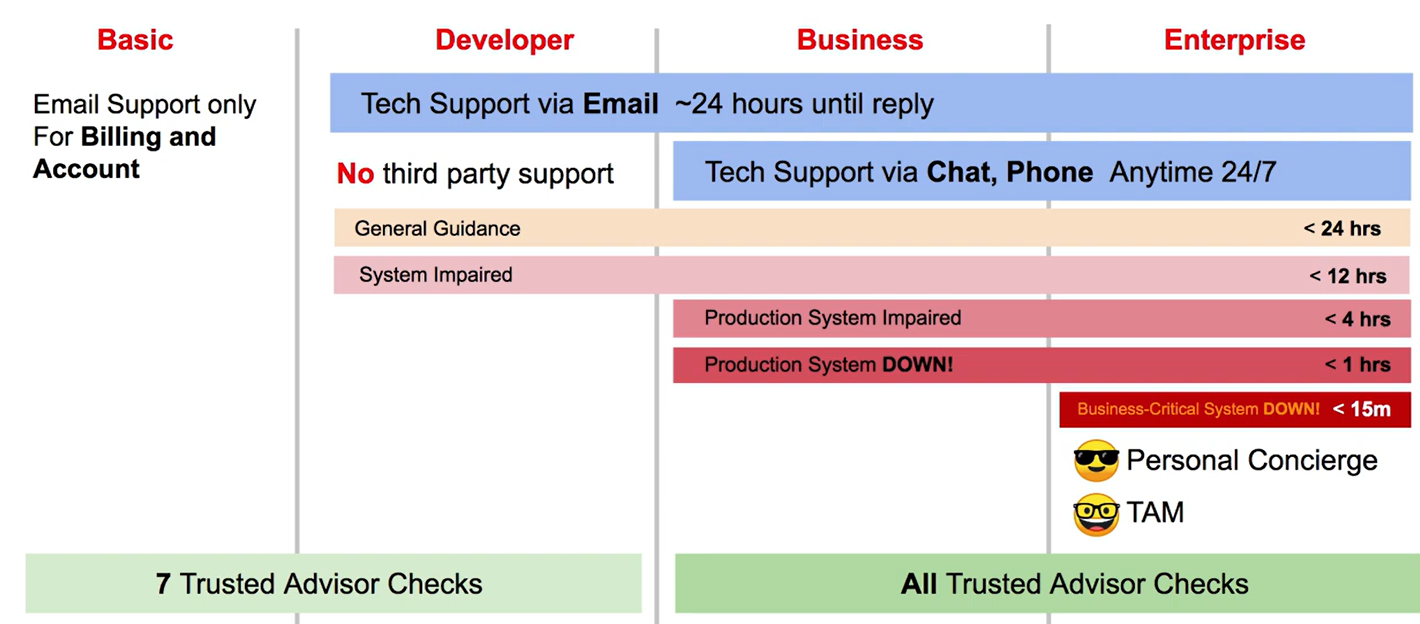 Basic
Developer
Business
Enterprise
Email Support only
For Billing and
Account
Tech Support via Email ~24 hours until reply
No third party support
Tech Support via Chat, Phone Anytime 24/7
General Guidance < 24 hrs
System Impaired < 12 hrs
Production System Impaired < 4 hrs
Production System DOWN! < 1 hrs
Business-Critical System DOWN! < 15m
Personal Concierge
TAM
7 Trusted Advisor Checks
All Trusted Advisor Checks